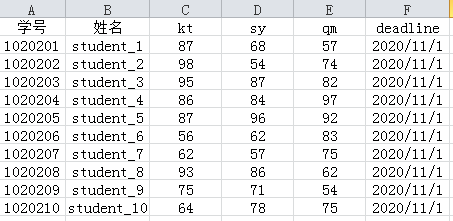 A B C D E F
学号 姓名 kt sy qm deadline
1020201 student_1 87 68 57 2020/11/1
1020202 student_2 98 54 74 2020/11/1
1020203 student_3 95 87 82 2020/11/1
1020204 student_4 86 84 97 2020/11/1
1020205 student_5 87 96 92 2020/11/1
1020206 student_6 56 62 83 2020/11/1
1020207 student_7 62 57 75 2020/11/1
1020208 student_8 93 86 62 2020/11/1
1020209 student_9 75 71 54 2020/11/1
1020210 student_10 64 78 75 2020/11/1